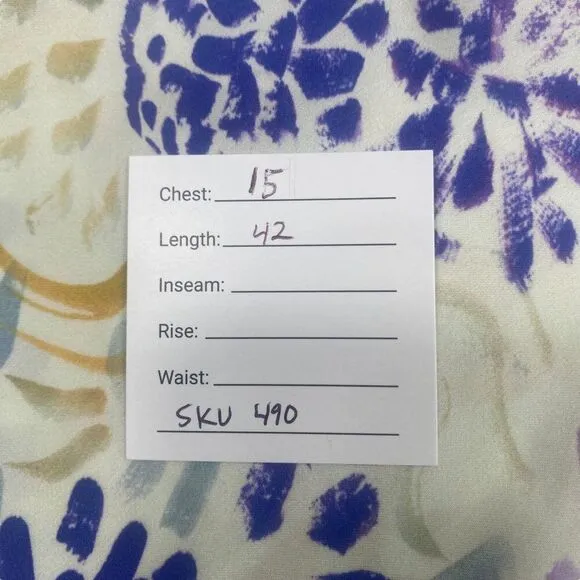 Chest: 15
Length: 42
Inseam:
Rise:
Waist:
SKU 490